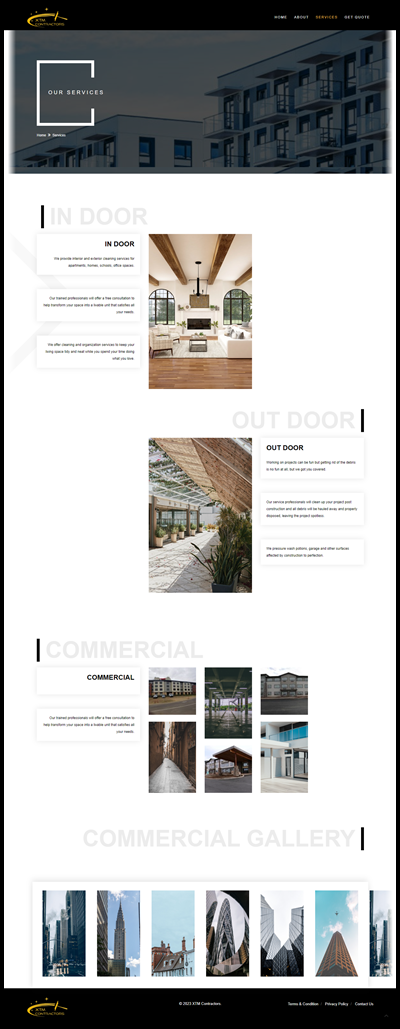 XTM
CONTRACTORS
HOME ABOUT SERVICES GET QUOTE
OUR SERVICES
Home » Services
IN DOOR
IN DOOR
We provide interior and exterior cleaning services for
apartments, homes, schools, office spaces.
Our trained professionals will offer a free consultation to
help transform your space into a livable unit that satisfies all
your needs.
We offer cleaning and organization services to keep your
living space tidy and neat while you spend your time doing
what you love.
OUT DOOR
OUT DOOR
Working on projects can be fun but getting rid of the debris
is no fun at all, but we got you covered.
Our service professionals will clean up your project post
construction and all debris will be hauled away and properly
disposed, leaving the project spotless.
We pressure wash patios, garage and other surfaces
affected by construction to perfection.
COMMERCIAL
COMMERCIAL
Our trained professionals will offer a free consultation to
help transform your space into a livable unit that satisfies all
your needs.
COMMERCIAL GALLERY
XTM
CONTRACTORS
© 2023 XTM Contractors.
Terms & Condition / Privacy Policy / Contact Us